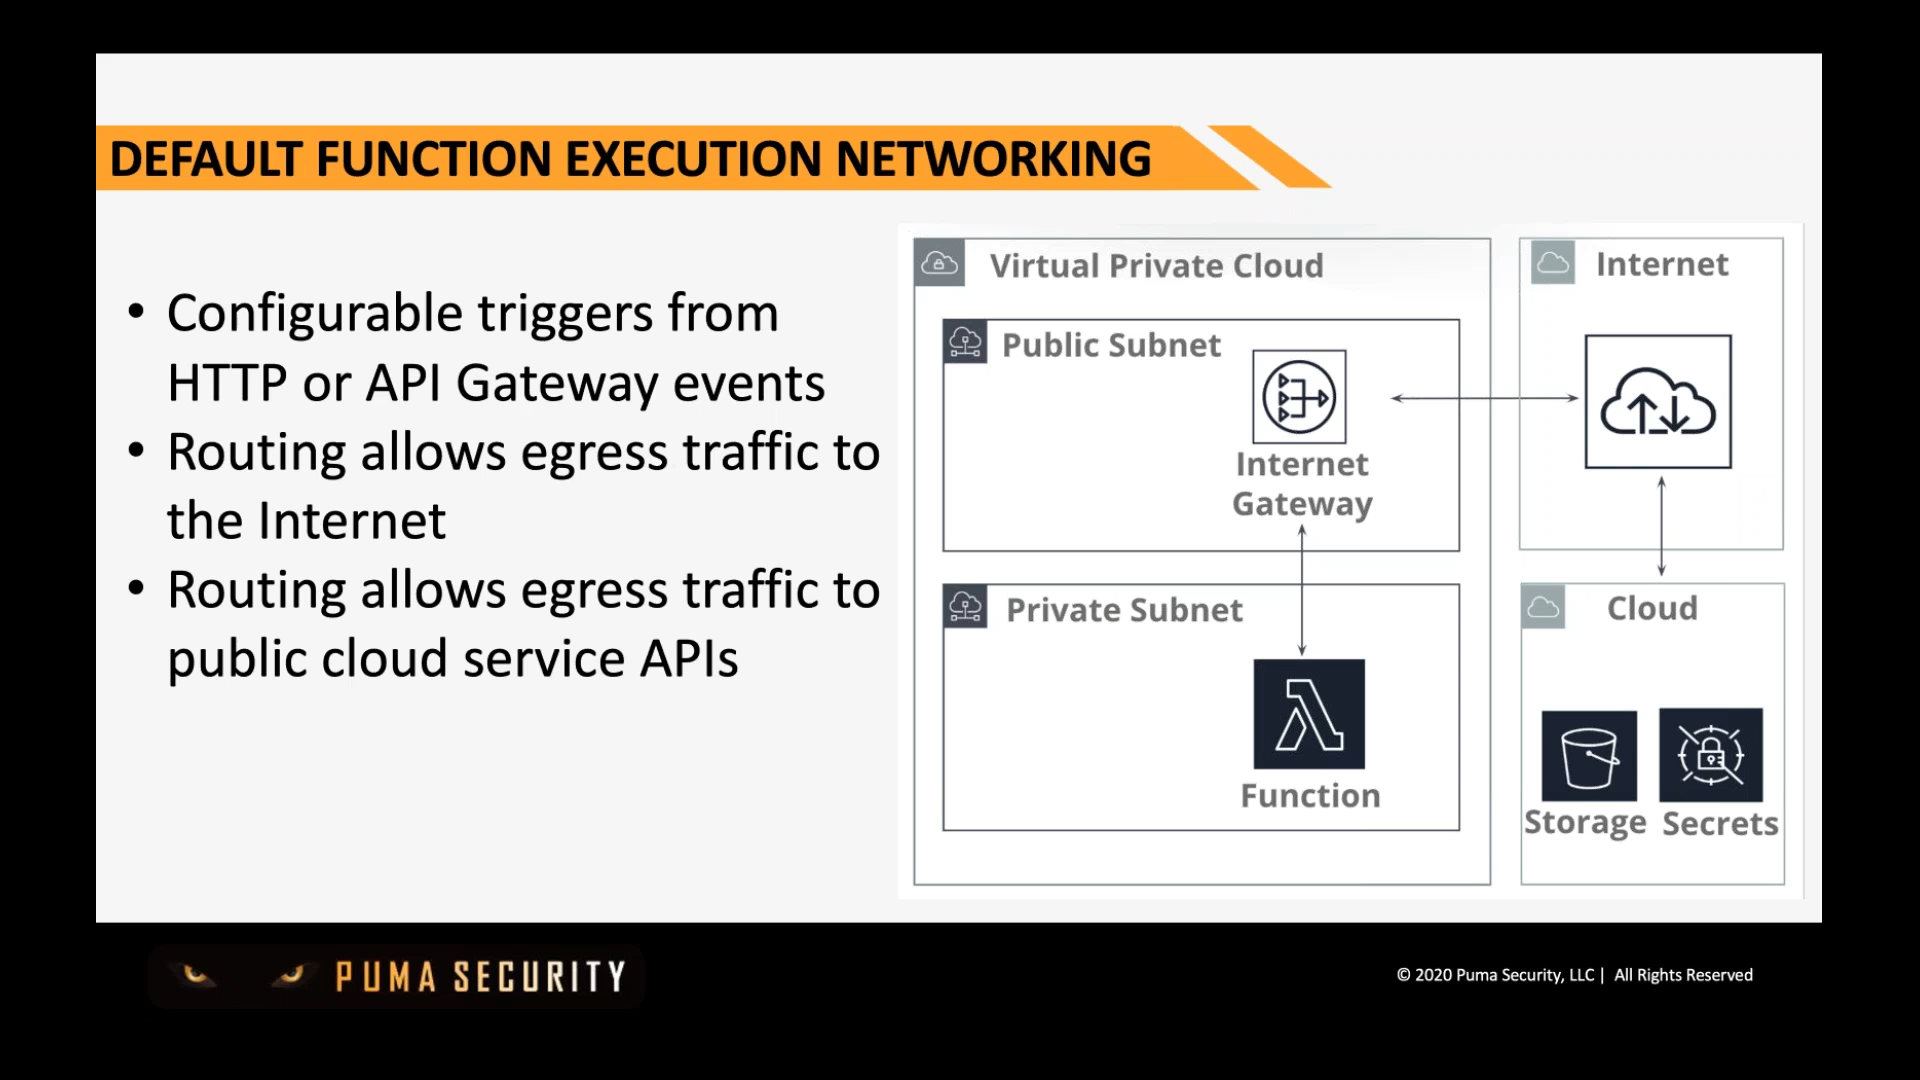 DEFAULT FUNCTION EXECUTION NETWORKING
• Configurable triggers from
HTTP or API Gateway events
• Routing allows egress traffic to
the Internet
• Routing allows egress traffic to
public cloud service APIs
Virtual Private Cloud
Public Subnet
Internet
Gateway
Private Subnet
Function
Internet
Cloud
Storage
Secrets
PUMA SECURITY
© 2020 Puma Security, LLC | All Rights Reserved